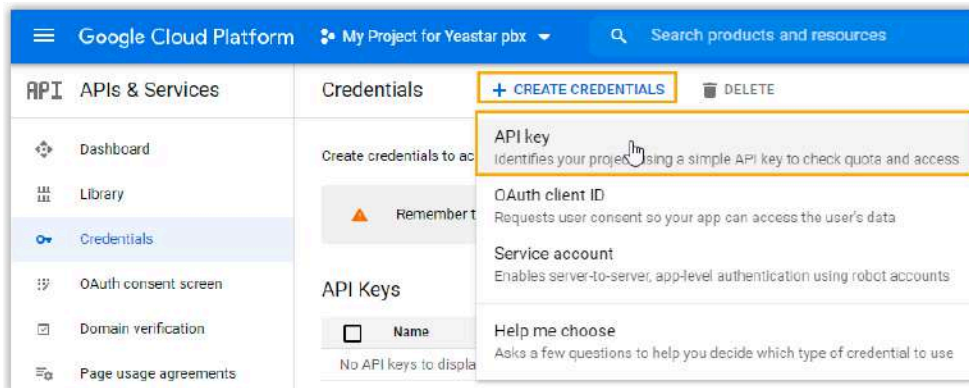 Google Cloud Platform My Project for Yeastar pbx Search products and resources
API APIs & Services
Credentials + CREATE CREDENTIALS DELETE
Dashboard
Library
Credentials
OAuth consent screen
Domain verification
Page usage agreements
Create credentials to ac
Remember t
API Keys
Name
No API keys to displa
API key
Identifies your project using a simple API key to check quota and access
OAuth client ID
Requests user consent so your app can access the user's data
Service account
Enables server-to-server, app-level authentication using robot accounts
Help me choose
Asks a few questions to help you decide which type of credential to use